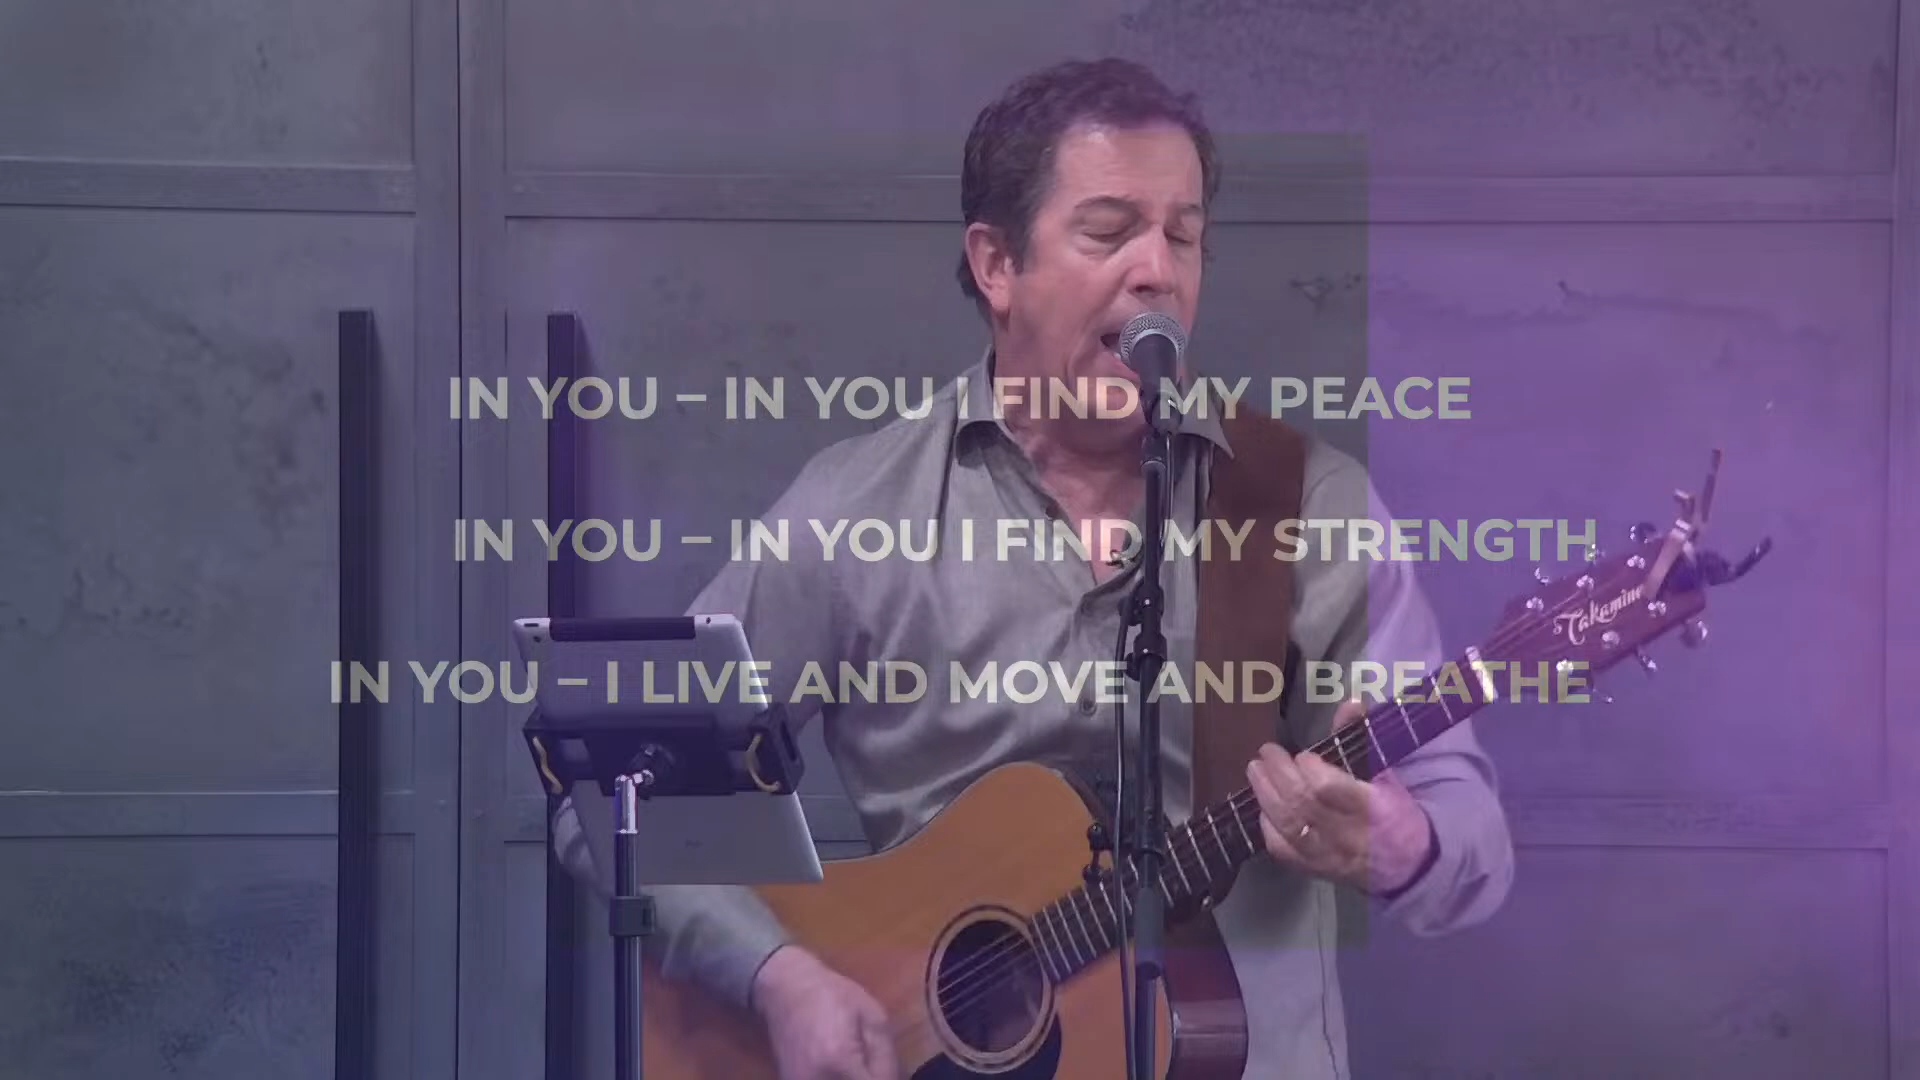 IN YOU – IN YOU I FIND MY PEACE
IN YOU – IN YOU I FIND MY STRENGTH
IN YOU – I LIVE AND MOVE AND BREATHE
Takamine